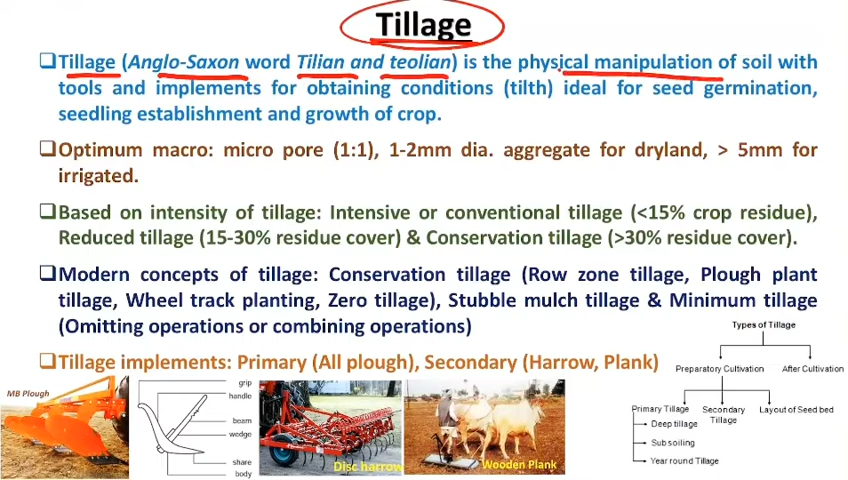 Tillage
❑Tillage (Anglo-Saxon word Tilian and teolian) is the physical manipulation of soil with
tools and implements for obtaining conditions (tilth) ideal for seed germination,
seedling establishment and growth of crop.
❑Optimum macro: micro pore (1:1), 1-2mm dia. aggregate for dryland, > 5mm for
irrigated.
❑Based on intensity of tillage: Intensive or conventional tillage (<15% crop residue),
Reduced tillage (15-30% residue cover) & Conservation tillage (>30% residue cover).
❑Modern concepts of tillage: Conservation tillage (Row zone tillage, Plough plant
tillage, Wheel track planting, Zero tillage), Stubble mulch tillage & Minimum tillage
(Omitting operations or combining operations)
❑Tillage implements: Primary (All plough), Secondary (Harrow, Plank)
MB Plough
grip
handle
beam
wedge
share
body
Disc harrow
Wooden Plank
Types of Tillage
Preparatory Cultivation
After Cultivation
Primary Tillage
Secondary
Tillage
Layout of Seed bed
Deep tillage
Sub soiling
Year round Tillage